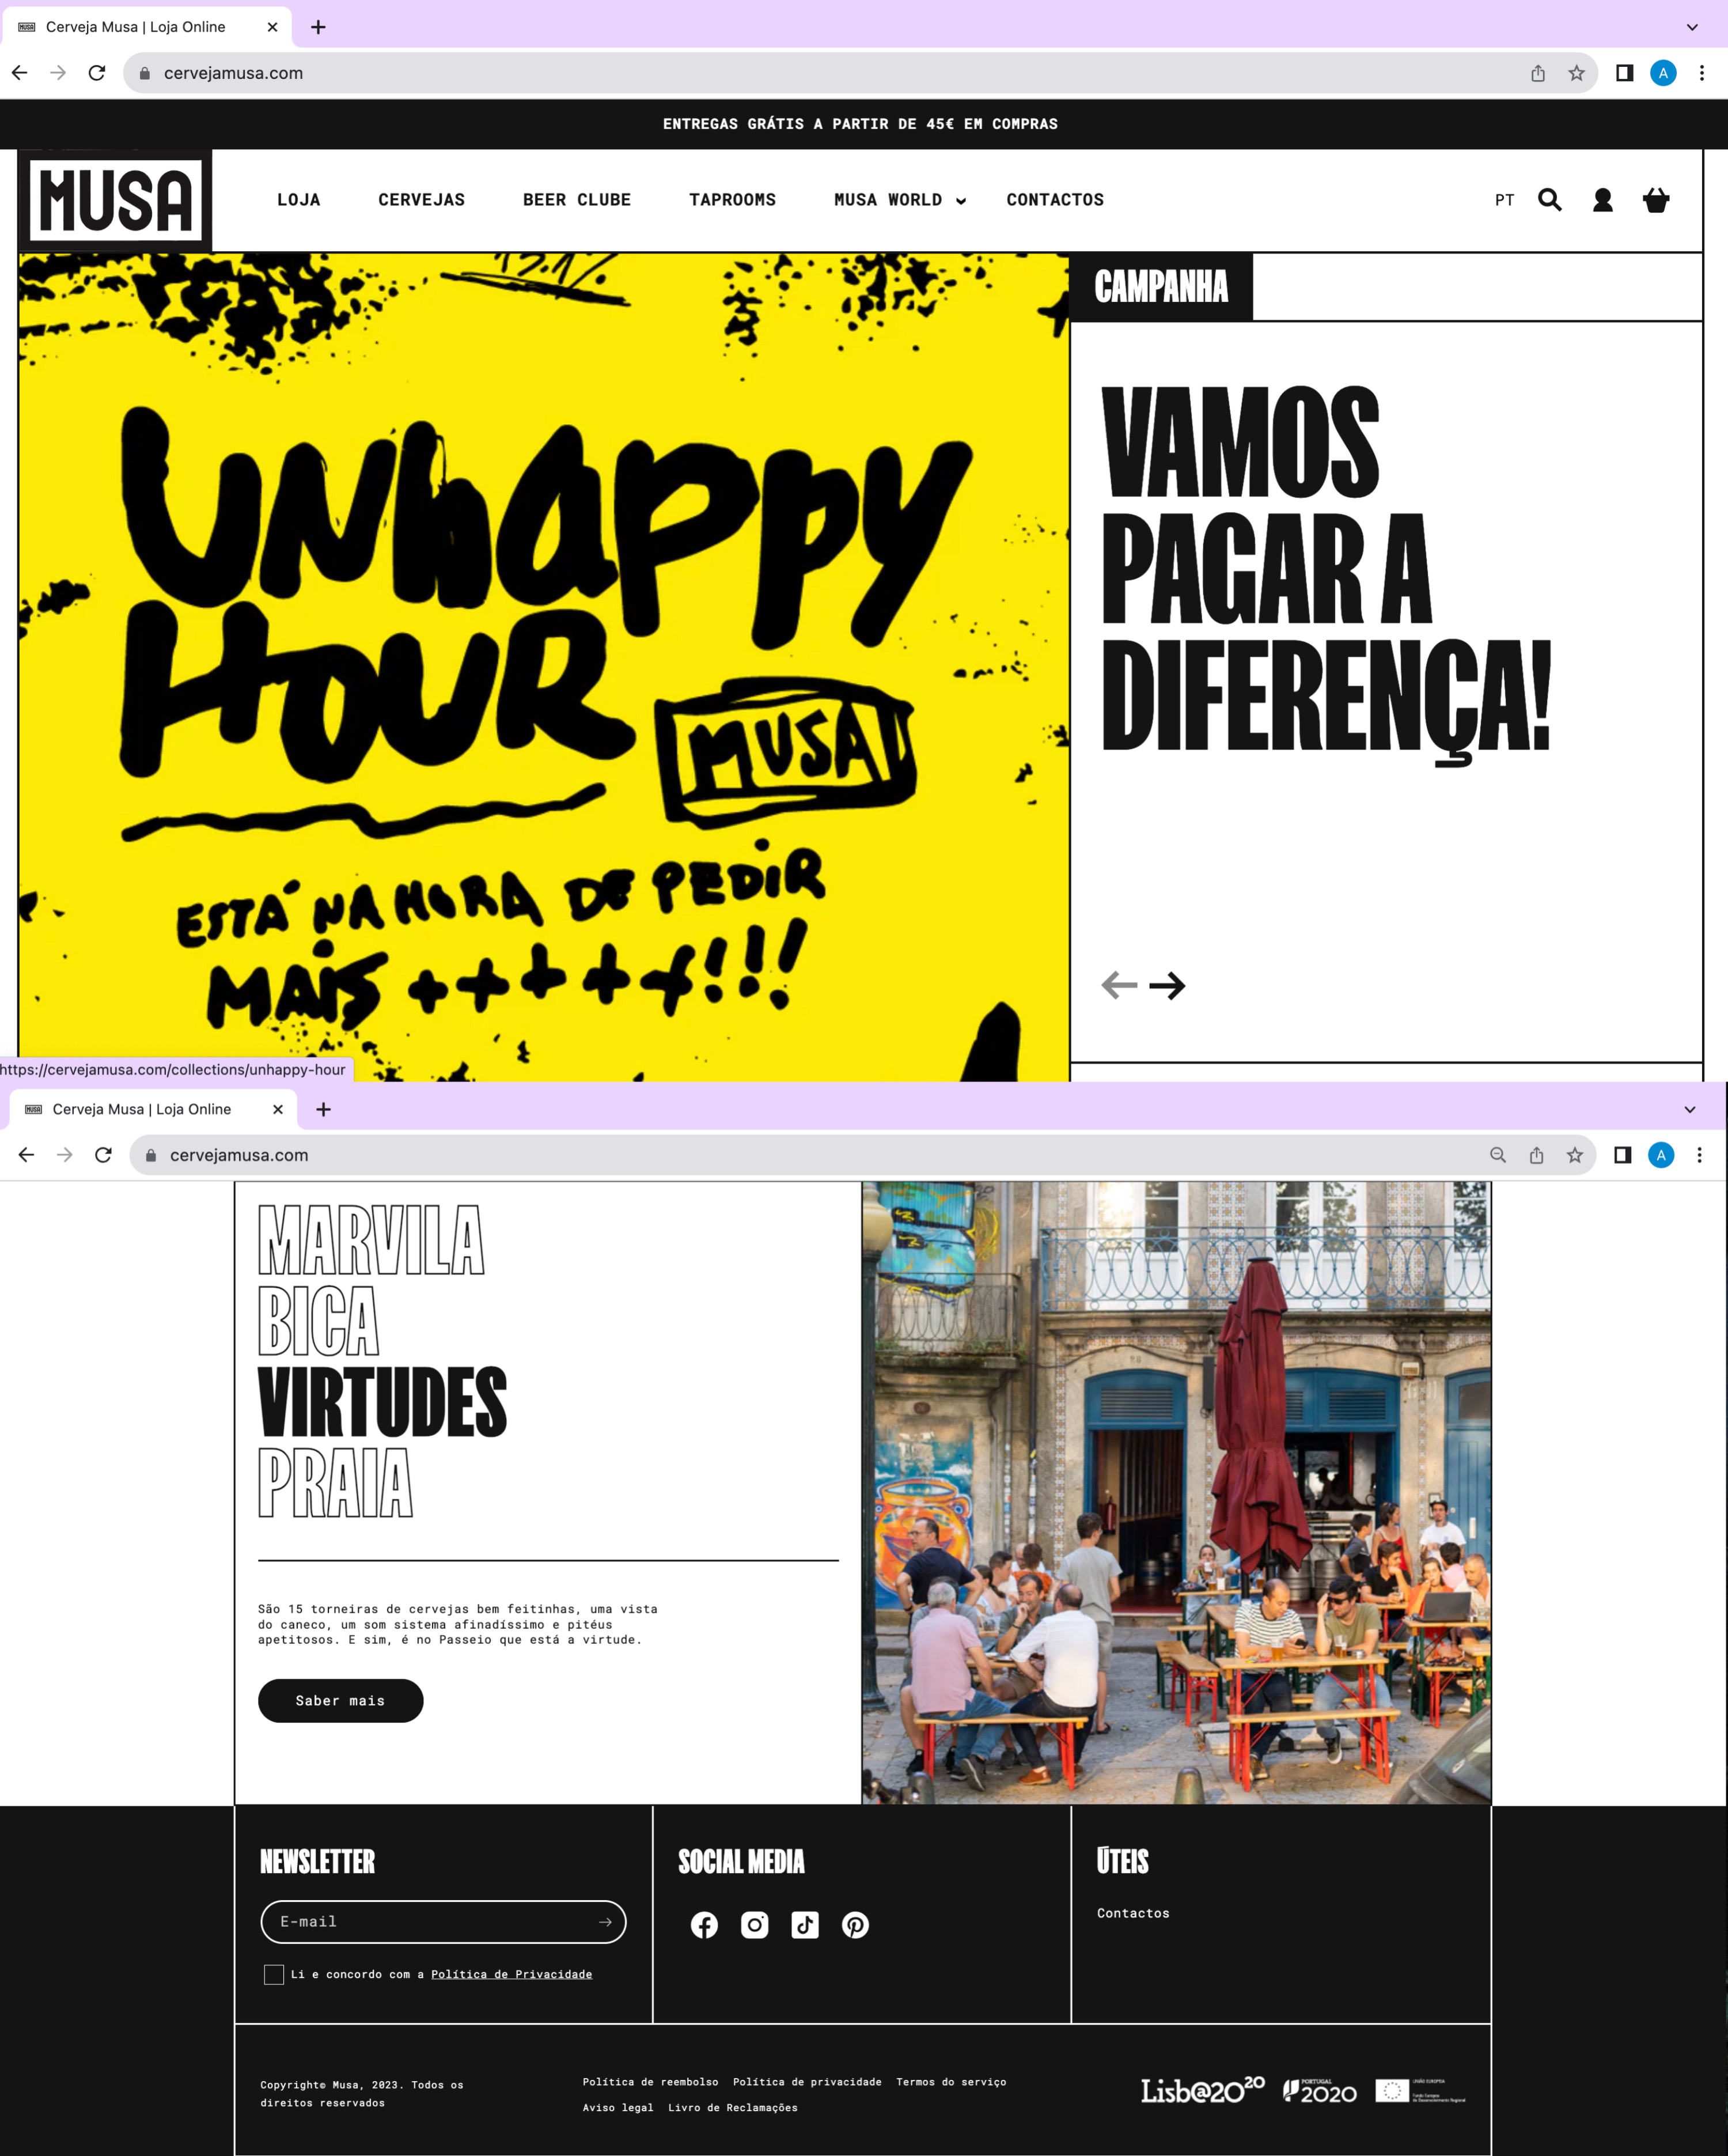 Cerveja Musa | Loja Online
cervejamusa.com
A
ENTREGAS GRÁTIS A PARTIR DE 45€ EM COMPRAS
MUSA
LOJA CERVEJAS BEER CLUBE TAPROOMS MUSA WORLD CONTACTOS PT
CAMPANHA
UNHAPPY
HOUR
MUSA
ESTÁ NA HORA DE PEDIR
MAIS +++++!!!
VAMOS
PAGAR A
DIFERENÇA!
https://cervejamusa.com/collections/unhappy-hour
Cerveja Musa | Loja Online
cervejamusa.com
A
MARVILA
BICA
VIRTUDES
PRAIA
São 15 torneiras de cervejas bem feitinhas, uma vista
do caneco, um som sistema afinadíssimo e pitéus
apetitosos. E sim, é no Passeio que está a virtude.
Saber mais
NEWSLETTER
E-mail
Li e concordo com a Política de Privacidade
SOCIAL MEDIA
ÚTEIS
Contactos
Copyright© Musa, 2023. Todos os
direitos reservados
Política de reembolso Política de privacidade Termos do serviço
Aviso legal Livro de Reclamações
Lisb@20²⁰
PORTUGAL
2020
UNIÃO EUROPEIA